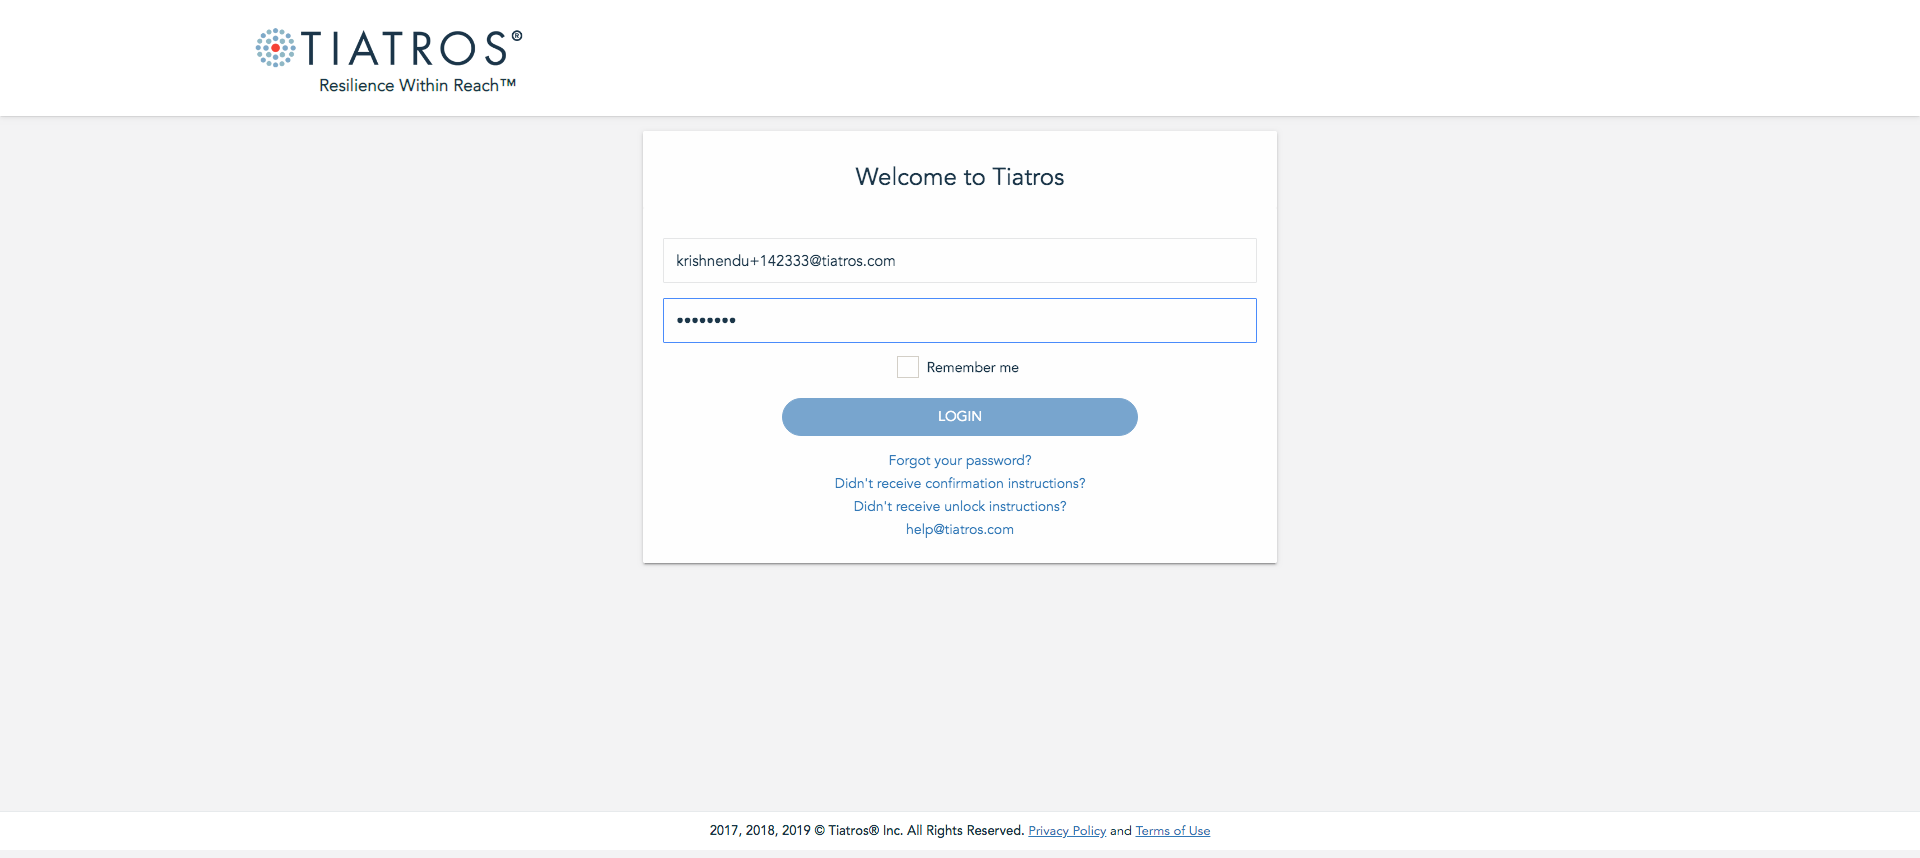 TIATROS®
Resilience Within Reach™
Welcome to Tiatros
krishnendu+142333@tiatros.com
••••••••
Remember me
LOGIN
Forgot your password?
Didn't receive confirmation instructions?
Didn't receive unlock instructions?
help@tiatros.com
2017, 2018, 2019 © Tiatros® Inc. All Rights Reserved. Privacy Policy and Terms of Use